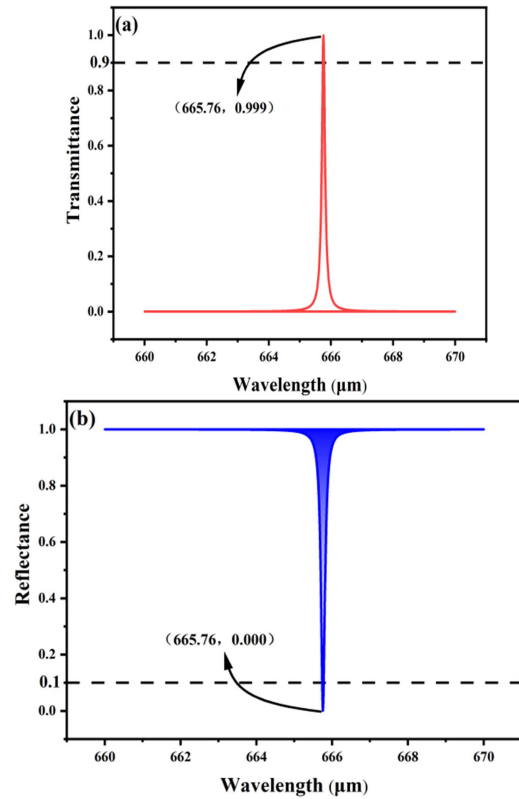 (a)
1.0
0.9
0.8
0.6
0.4
0.2
0.0
Transmittance
（665.76，0.999）
660 662 664 666 668 670
Wavelength (μm)
(b)
1.0
0.8
0.6
0.4
0.2
0.1
0.0
Reflectance
（665.76，0.000）
660 662 664 666 668 670
Wavelength (μm)